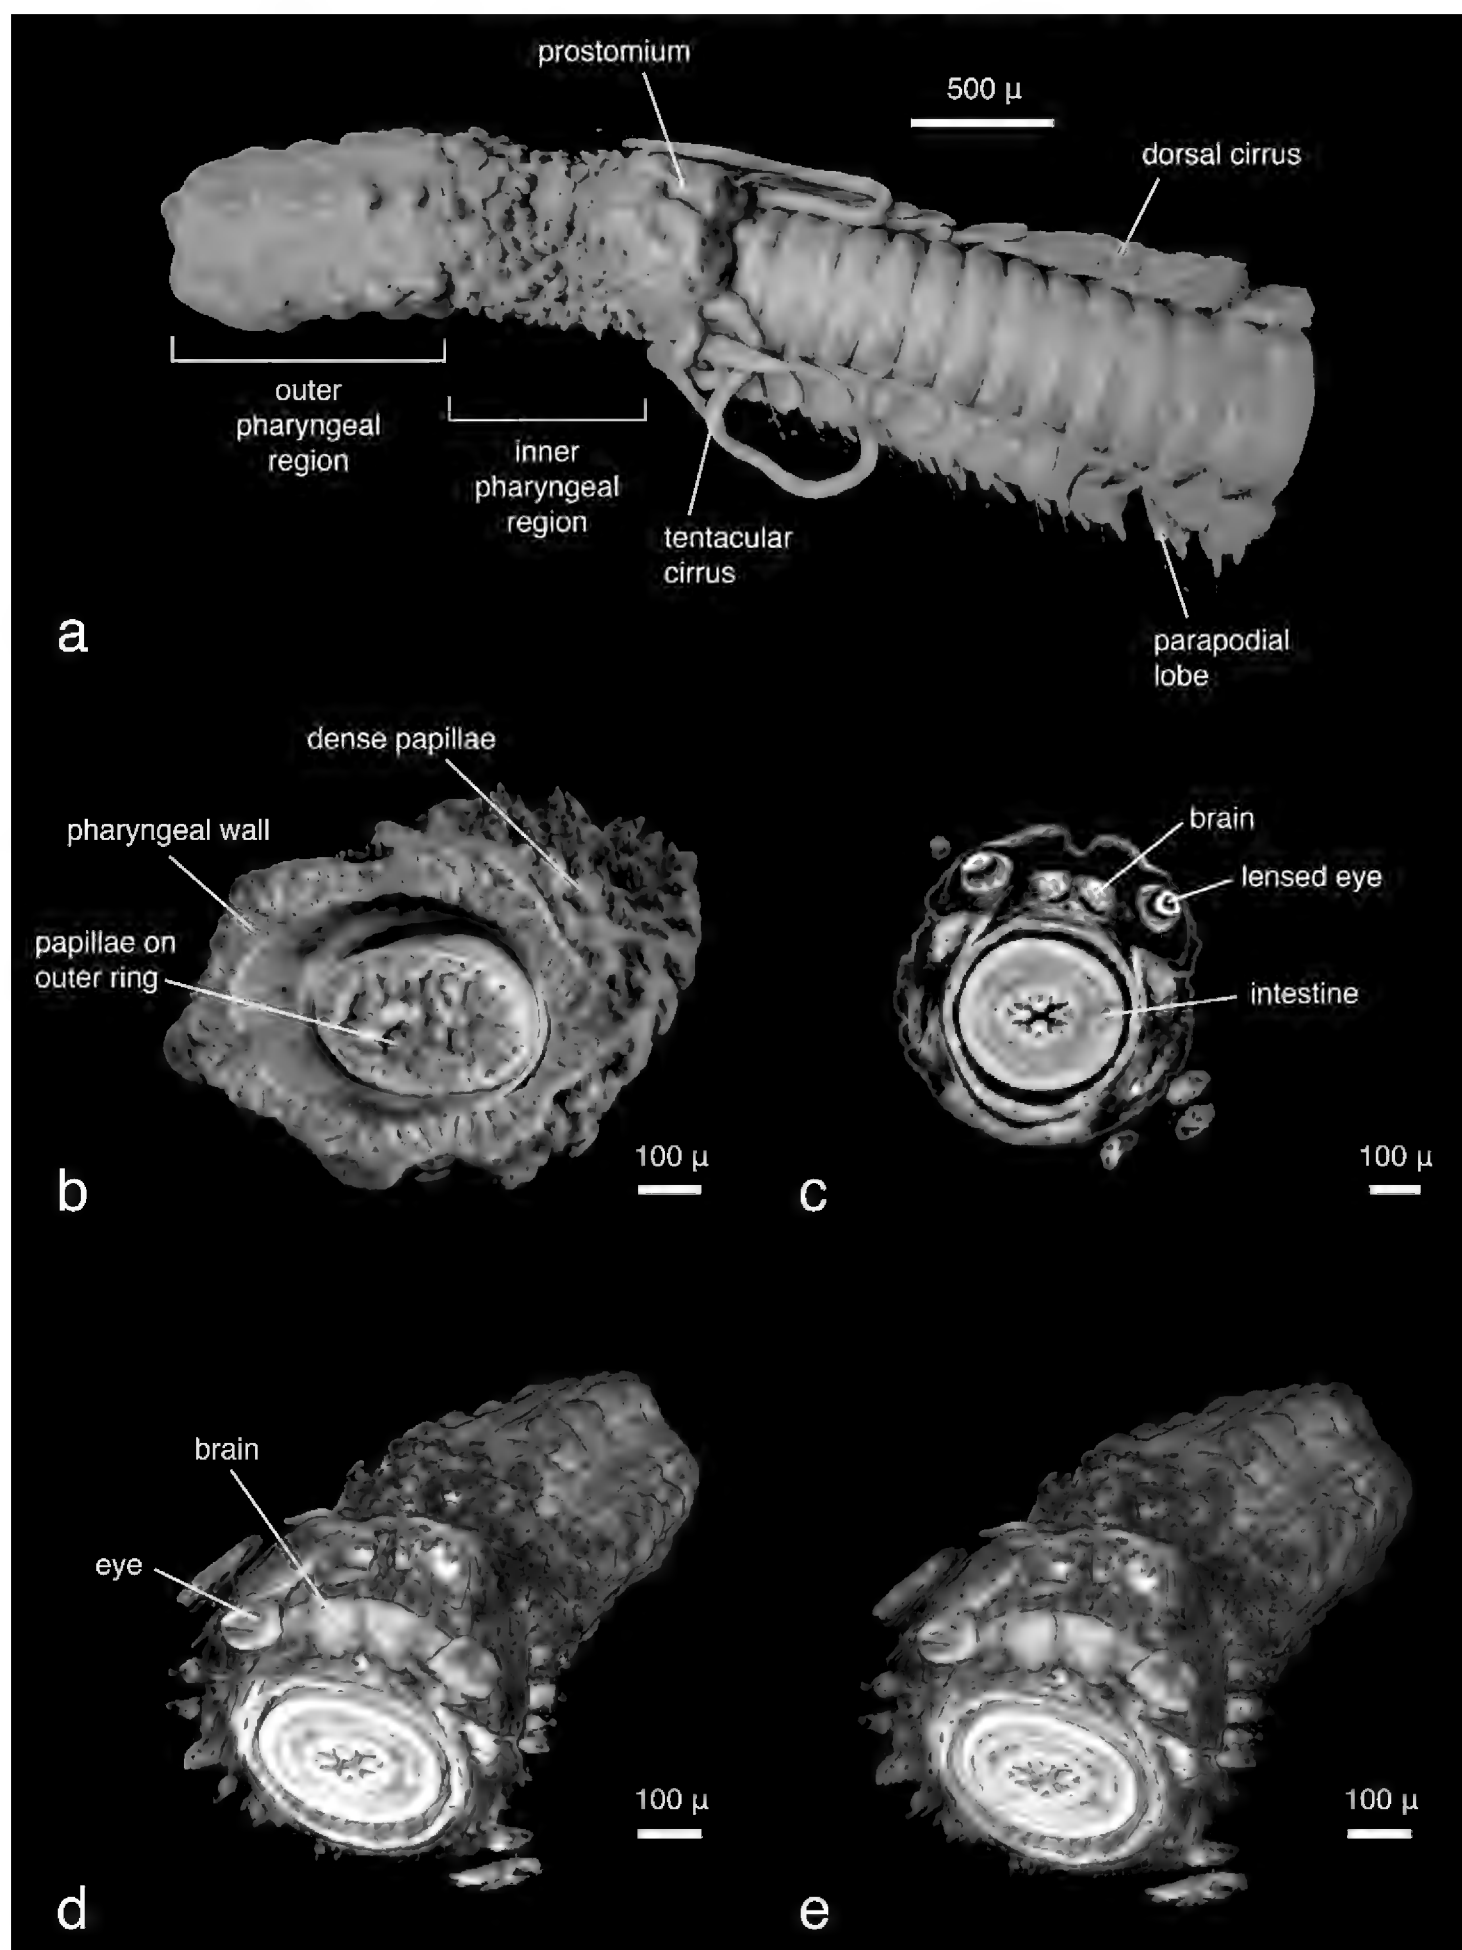 prostomium
500 µ
dorsal cirrus
outer
pharyngeal
region
inner
pharyngeal
region
tentacular
cirrus
parapodial
lobe
a
dense papillae
pharyngeal wall
papillae on
outer ring
100 µ
b
brain
lensed eye
intestine
100 µ
c
brain
eye
100 µ
d
100 µ
e